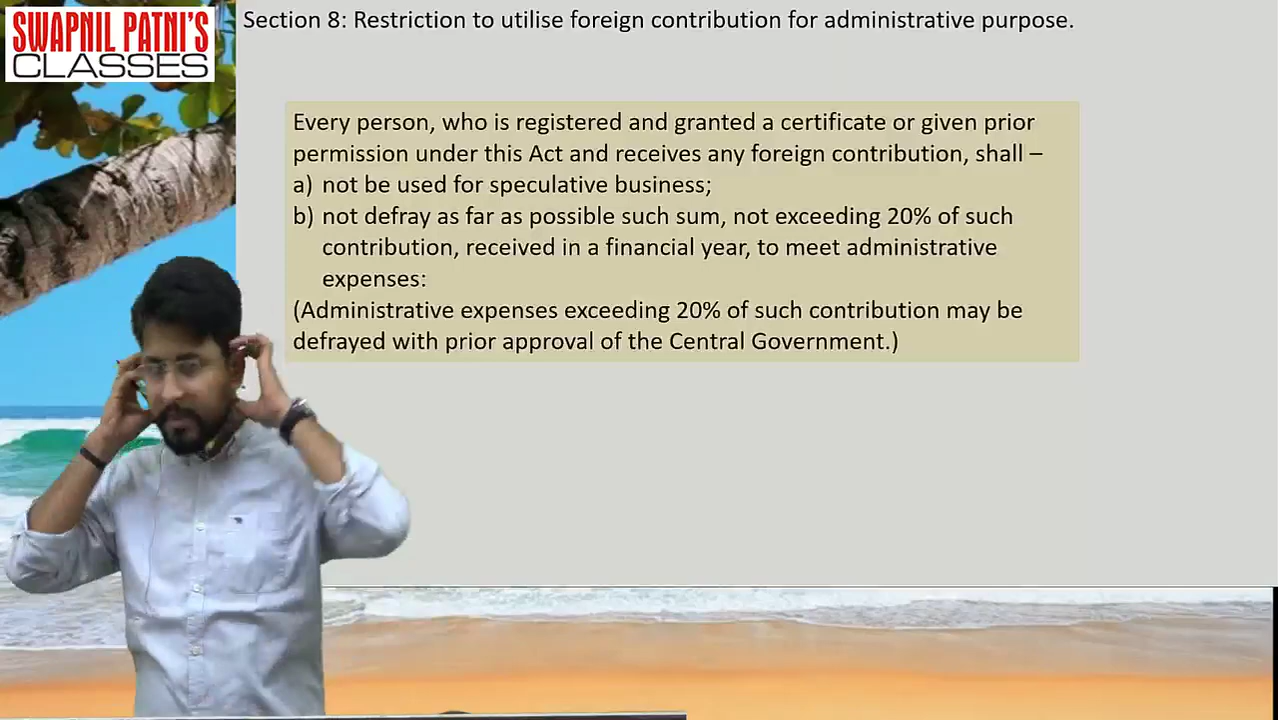 SWAPNIL PATNI'S
CLASSES
Section 8: Restriction to utilise foreign contribution for administrative purpose.
Every person, who is registered and granted a certificate or given prior
permission under this Act and receives any foreign contribution, shall –
a) not be used for speculative business;
b) not defray as far as possible such sum, not exceeding 20% of such
contribution, received in a financial year, to meet administrative
expenses:
(Administrative expenses exceeding 20% of such contribution may be
defrayed with prior approval of the Central Government.)